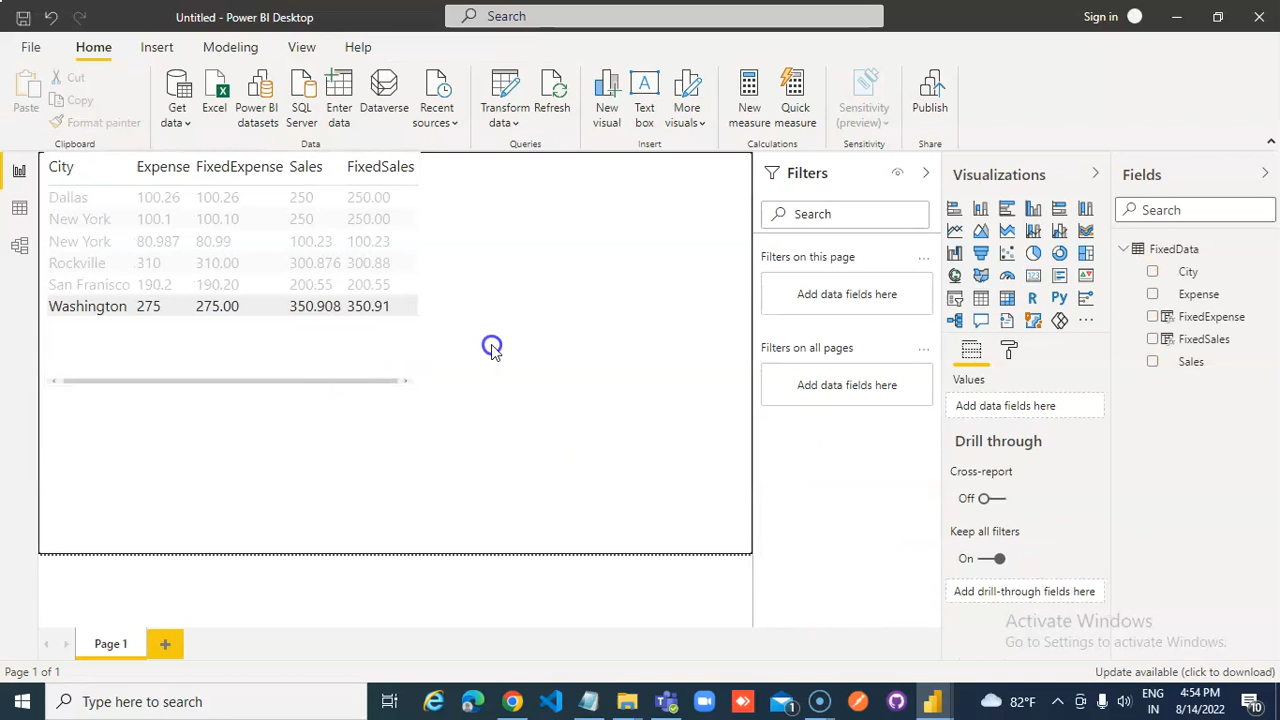 Untitled - Power BI Desktop
Search
Sign in
File
Home
Insert
Modeling
View
Help
Paste
Cut
Copy
Format painter
Get data
Excel
Power BI datasets
SQL Server
Enter data
Dataverse
Recent sources
Transform data
Refresh
New visual
Text box
More visuals
New measure
Quick measure
Sensitivity (preview)
Publish
Clipboard
Data
Queries
Insert
Calculations
Sensitivity
Share
City Expense FixedExpense Sales FixedSales
Dallas 100.26 100.26 250 250.00
New York 100.1 100.10 250 250.00
New York 80.987 80.99 100.23 100.23
Rockville 310 310.00 300.876 300.88
San Franisco 190.2 190.20 200.55 200.55
Washington 275 275.00 350.908 350.91
Filters
Search
Filters on this page
Add data fields here
Filters on all pages
Add data fields here
Visualizations
R
Py
123
Values
Add data fields here
Drill through
Cross-report
Off
Keep all filters
On
Add drill-through fields here
Fields
Search
FixedData
City
Expense
FixedExpense
FixedSales
Sales
Activate Windows
Go to Settings to activate Windows.
Page 1
Page 1 of 1
Update available (click to download)
Type here to search
1
82°F
ENG
IN
4:54 PM
8/14/2022
10